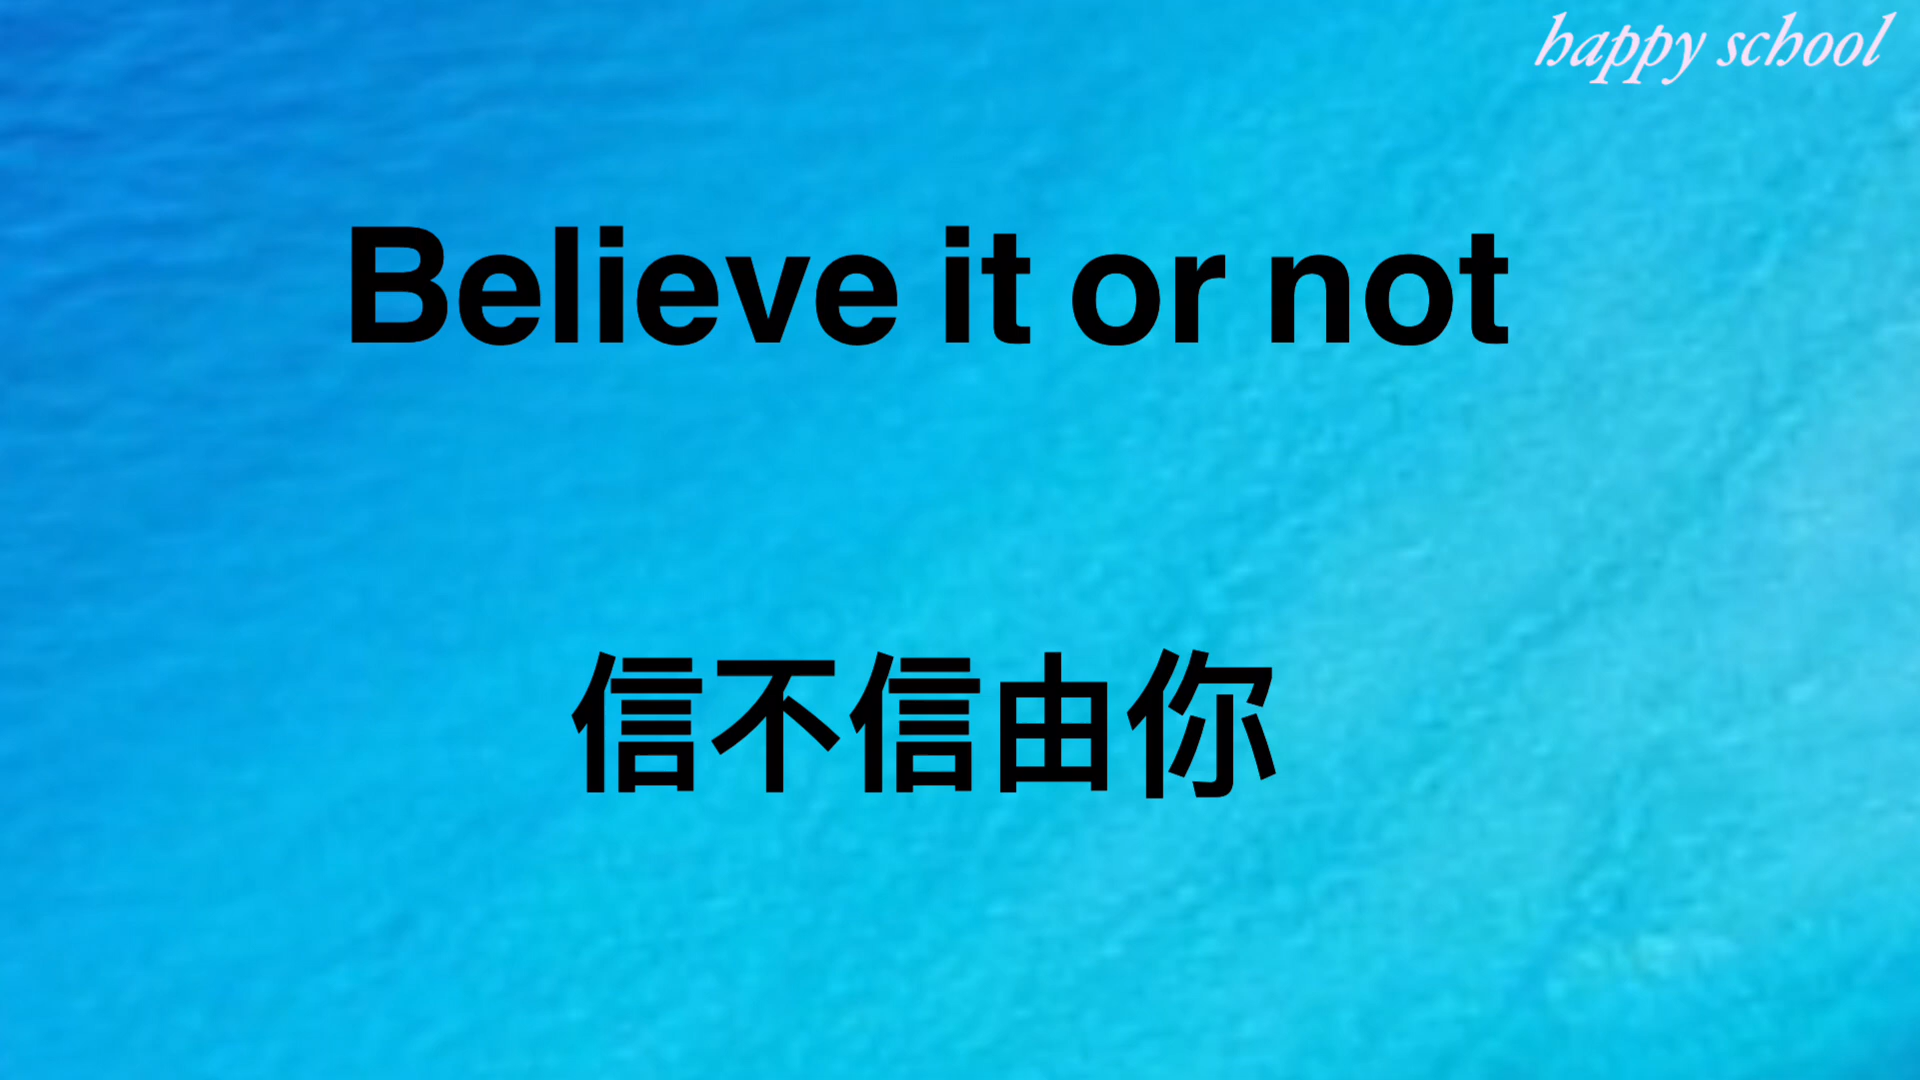 happy school
Believe it or not
信不信由你